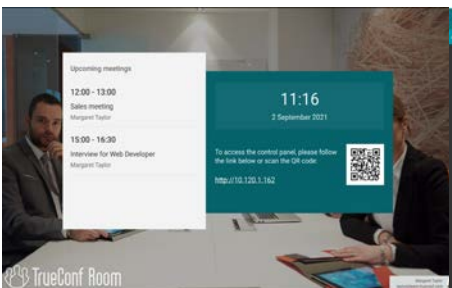 Upcoming meetings
12:00 - 13:00
Sales meeting
Margaret Taylor
15:00 - 16:30
Interview for Web Developer
Margaret Taylor
11:16
2 September 2021
To access the control panel, please follow
the link below or scan the QR code:
http://10.120.1.162
TrueConf Room
Margaret Taylor